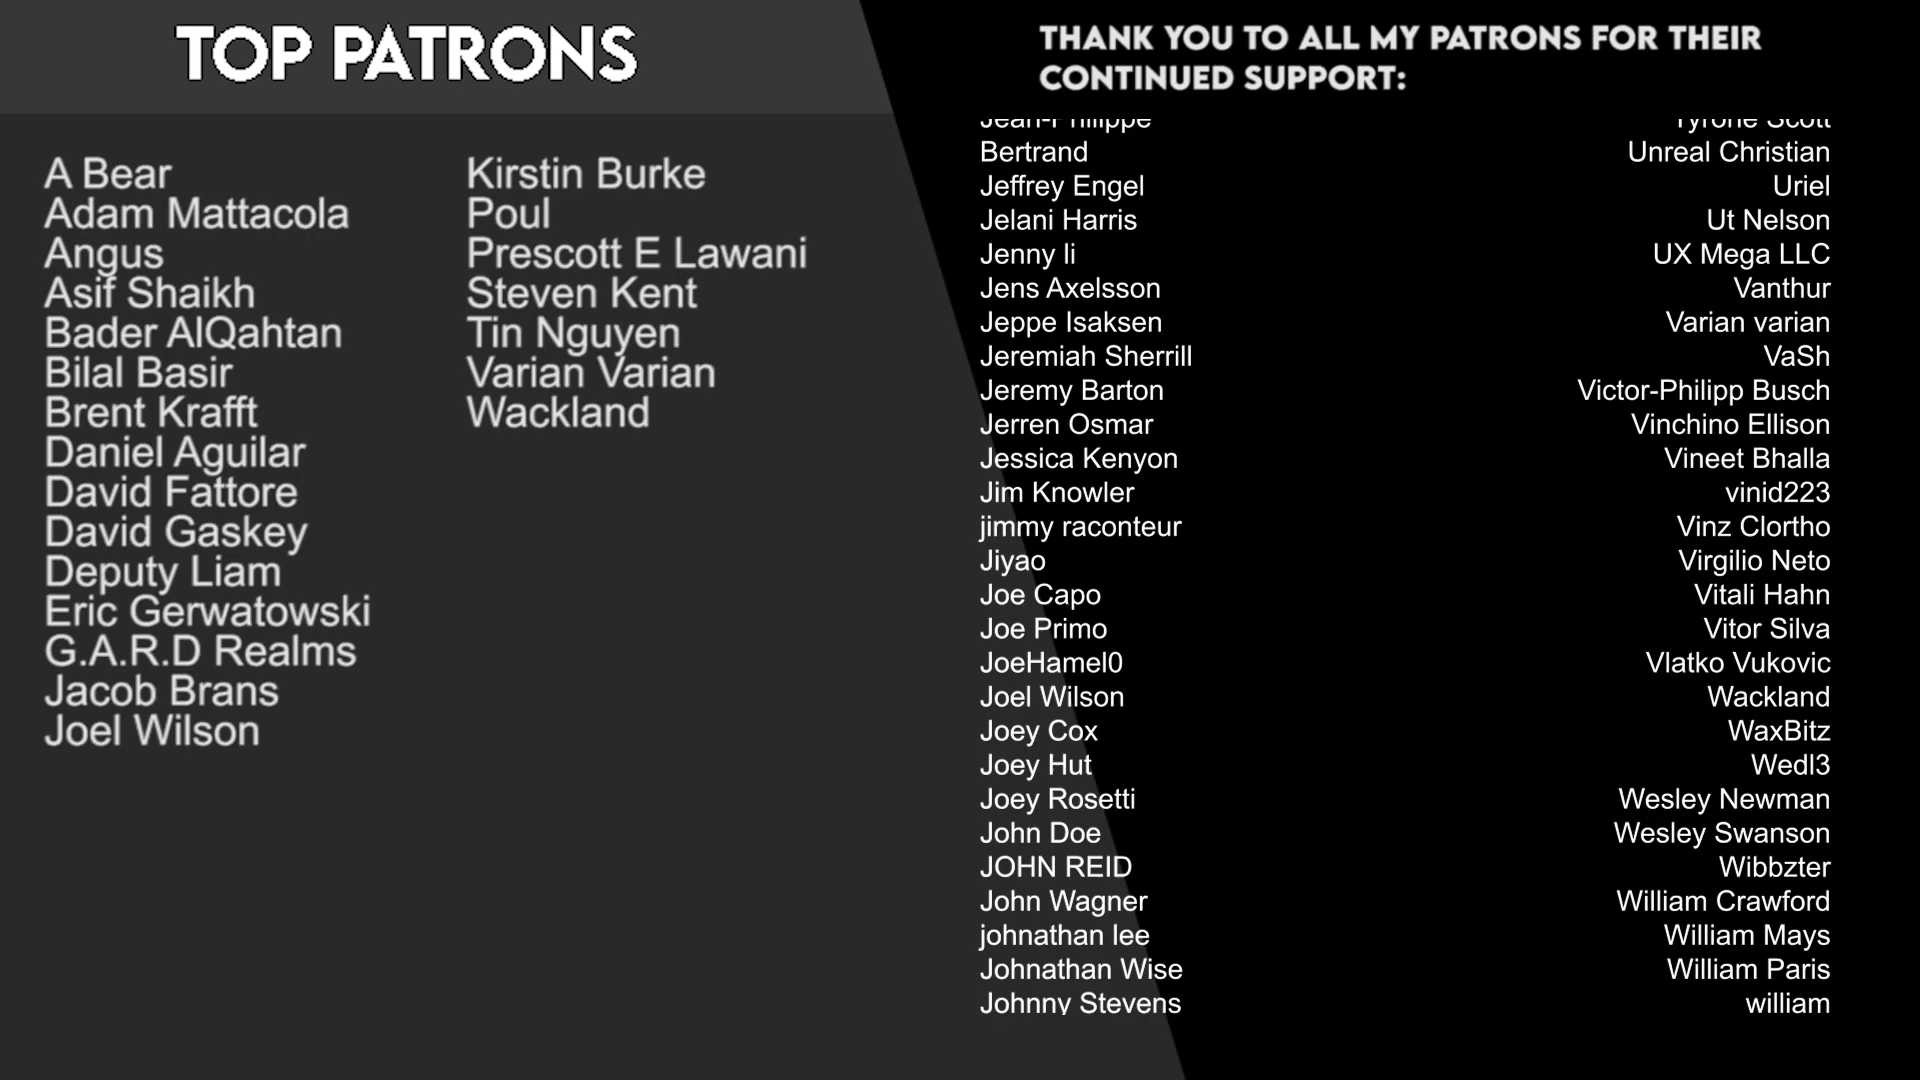 TOP PATRONS
A Bear
Adam Mattacola
Angus
Asif Shaikh
Bader AlQahtan
Bilal Basir
Brent Krafft
Daniel Aguilar
David Fattore
David Gaskey
Deputy Liam
Eric Gerwatowski
G.A.R.D Realms
Jacob Brans
Joel Wilson
Kirstin Burke
Poul
Prescott E Lawani
Steven Kent
Tin Nguyen
Varian Varian
Wackland
THANK YOU TO ALL MY PATRONS FOR THEIR
CONTINUED SUPPORT:
Jean-Philippe
Bertrand
Jeffrey Engel
Jelani Harris
Jenny li
Jens Axelsson
Jeppe Isaksen
Jeremiah Sherrill
Jeremy Barton
Jerren Osmar
Jessica Kenyon
Jim Knowler
jimmy raconteur
Jiyao
Joe Capo
Joe Primo
JoeHamel0
Joel Wilson
Joey Cox
Joey Hut
Joey Rosetti
John Doe
JOHN REID
John Wagner
johnathan lee
Johnathan Wise
Johnny Stevens
Tyrone Scott
Unreal Christian
Uriel
Ut Nelson
UX Mega LLC
Vanthur
Varian varian
VaSh
Victor-Philipp Busch
Vinchino Ellison
Vineet Bhalla
vinid223
Vinz Clortho
Virgilio Neto
Vitali Hahn
Vitor Silva
Vlatko Vukovic
Wackland
WaxBitz
Wedl3
Wesley Newman
Wesley Swanson
Wibbzter
William Crawford
William Mays
William Paris
william